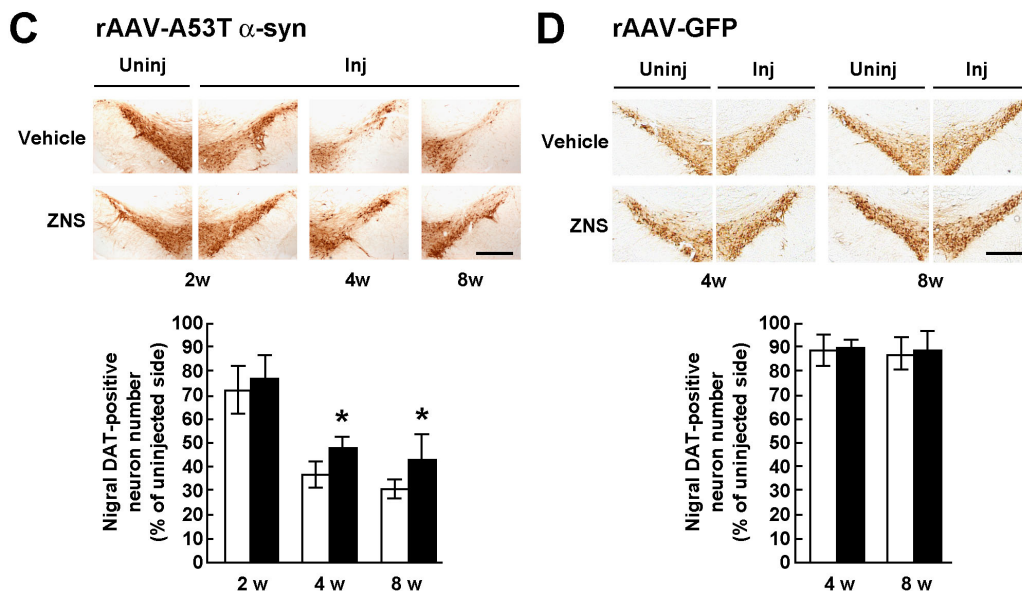 C rAAV-A53T α-syn
Uninj Inj
Vehicle
ZNS
2w 4w 8w
Nigral DAT-positive
neuron number
(% of uninjected side)
100
90
80
70
60
50
40
30
20
10
0
* *
2 w 4 w 8 w
D rAAV-GFP
Uninj Inj Uninj Inj
Vehicle
ZNS
4w 8w
Nigral DAT-positive
neuron number
(% of uninjected side)
100
90
80
70
60
50
40
30
20
10
0
4 w 8 w